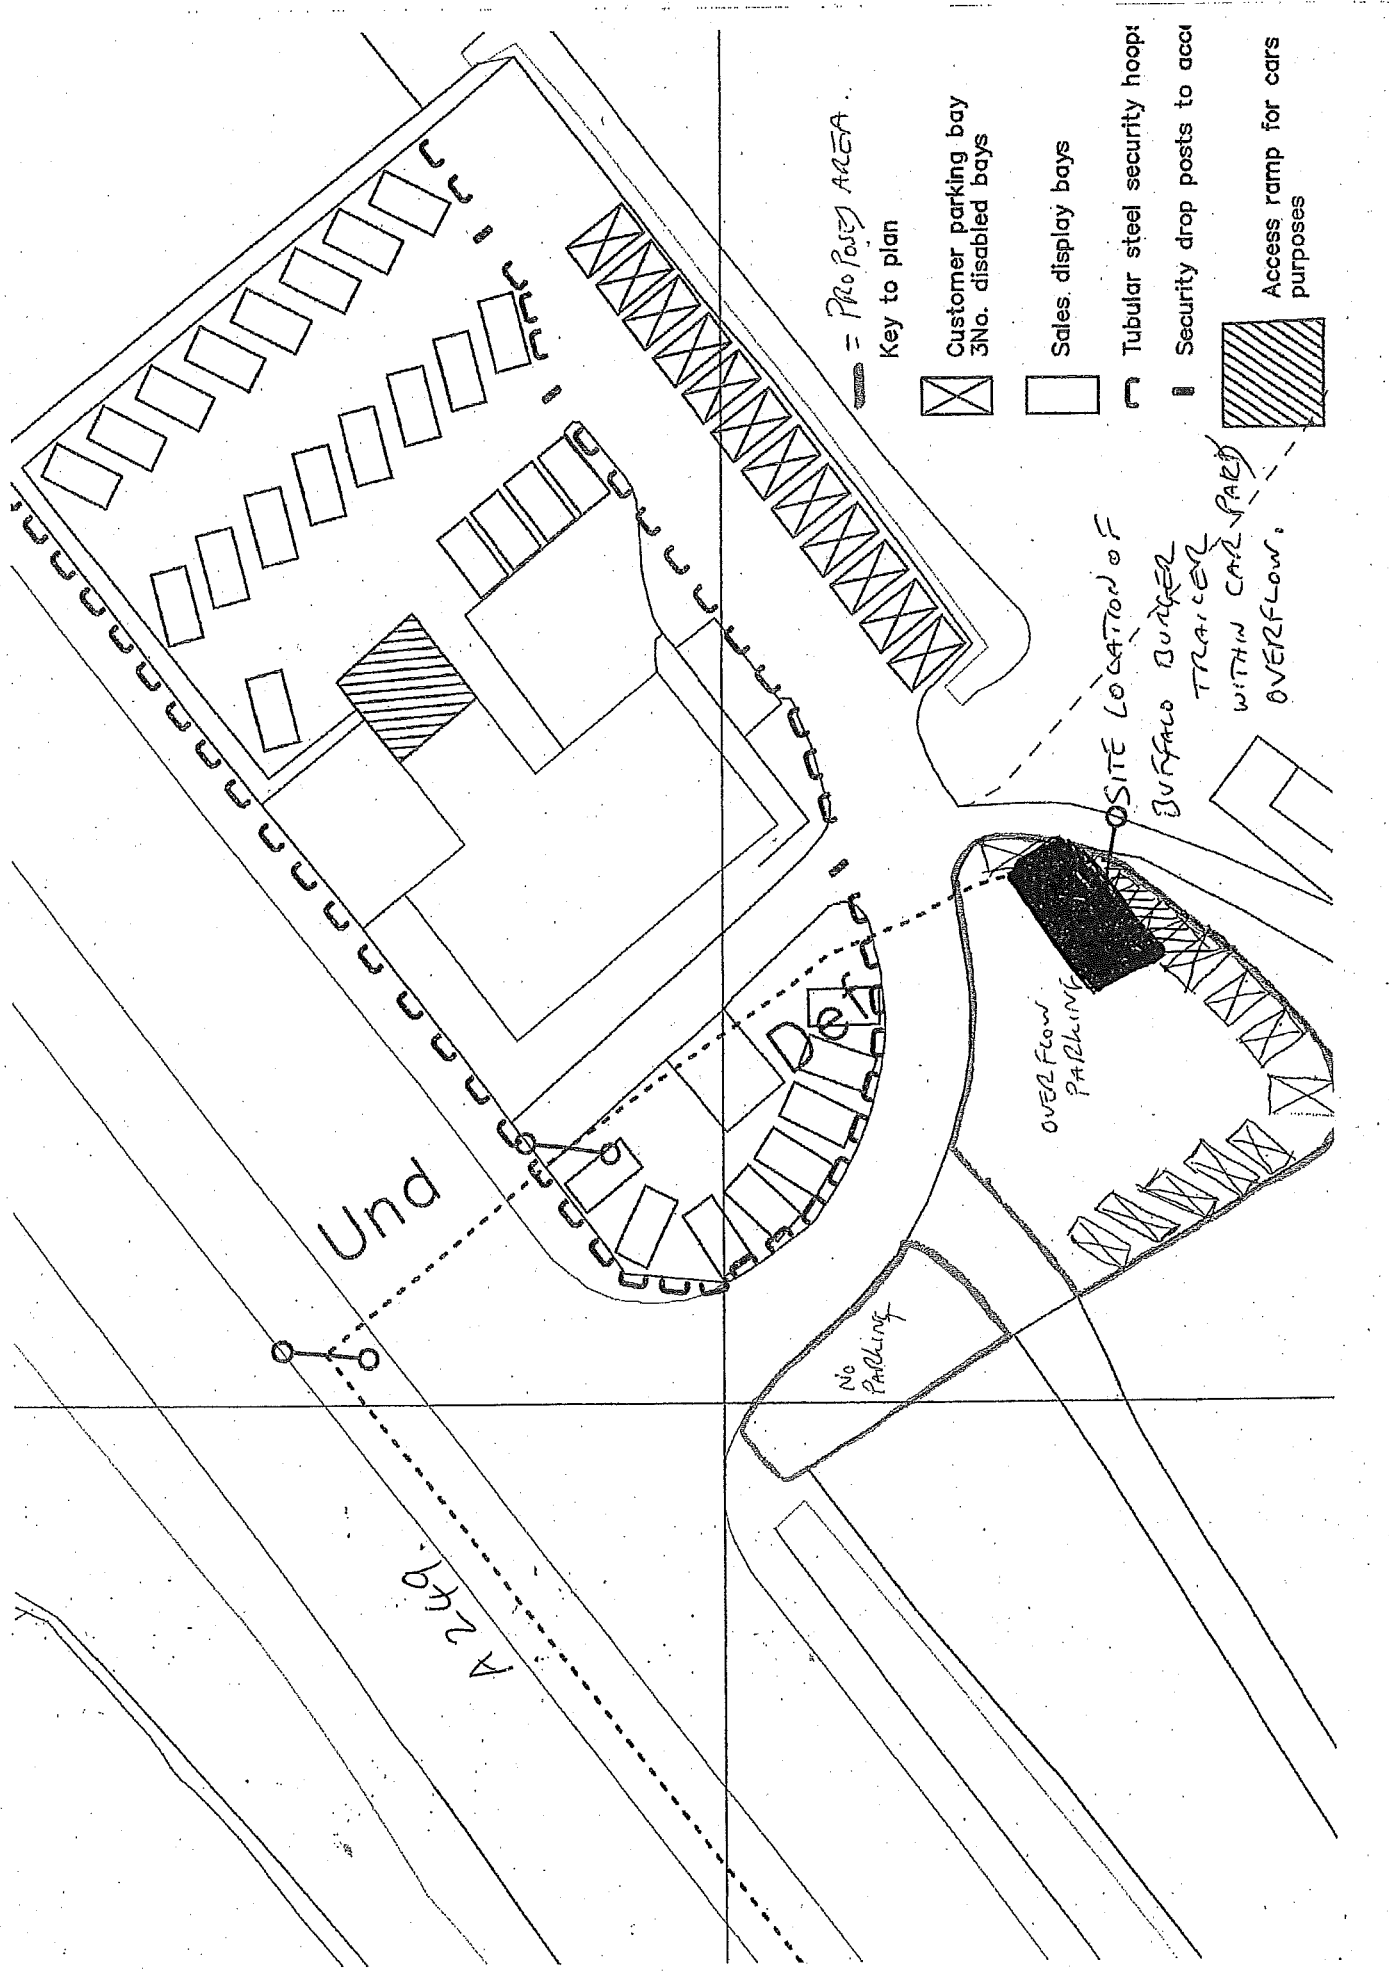 = PROPOSED AREA.
Key to plan
Customer parking bay
3No. disabled bays
Sales display bays
Tubular steel security hoops
Security drop posts to acc
Access ramp for cars
purposes
SITE LOCATION OF
BUFFALO BURGER
TRAILER
WITHIN CAR PARK
OVERFLOW.
Und
Def
OVERFLOW
PARKING
No
PARKING
A 249.